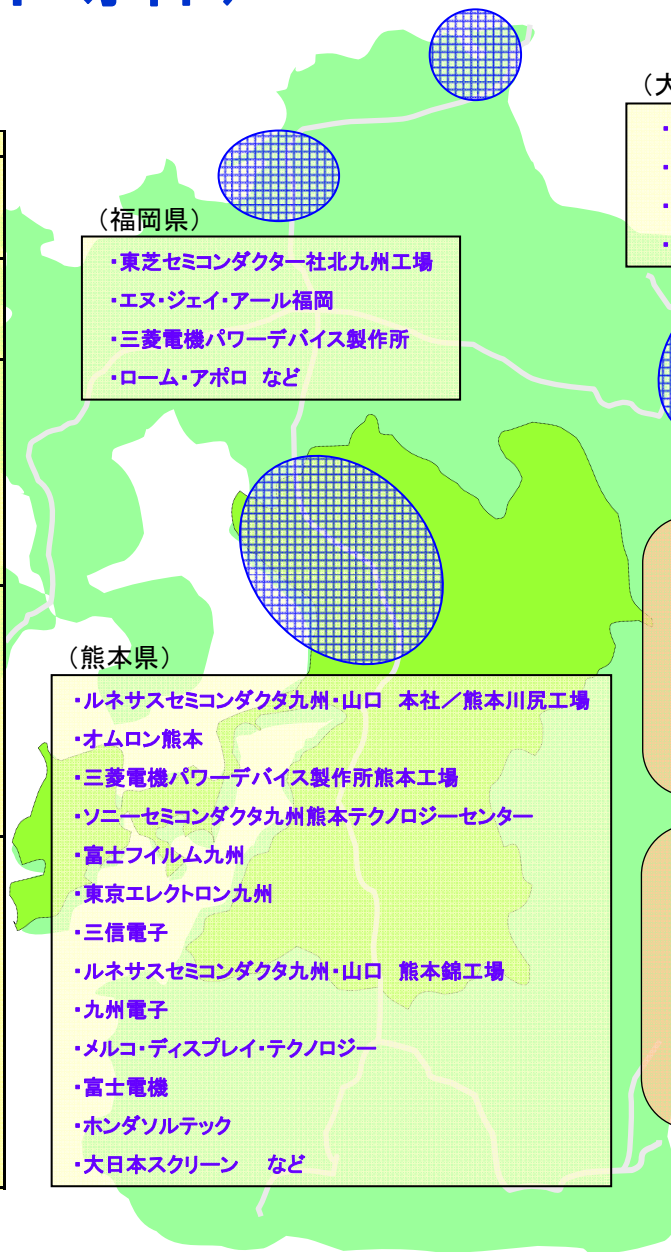 （大
（福岡県）
・東芝セミコンダクター社北九州工場
・エヌ・ジェイ・アール福岡
・三菱電機パワーデバイス製作所
・ローム・アポロ など
（熊本県）
・ルネサスセミコンダクタ九州・山口 本社／熊本川尻工場
・オムロン熊本
・三菱電機パワーデバイス製作所熊本工場
・ソニーセミコンダクタ九州熊本テクノロジーセンター
・富士フイルム九州
・東京エレクトロン九州
・三信電子
・ルネサスセミコンダクタ九州・山口 熊本錦工場
・九州電子
・メルコ・ディスプレイ・テクノロジー
・富士電機
・ホンダソルテック
・大日本スクリーン など